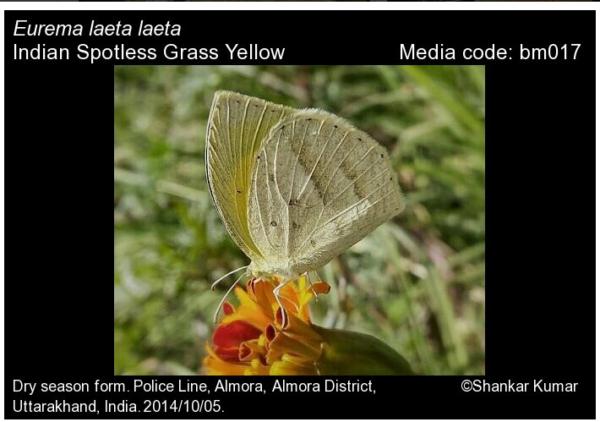 Eurema laeta laeta
Indian Spotless Grass Yellow Media code: bm017
Dry season form. Police Line, Almora, Almora District, ©Shankar Kumar
Uttarakhand, India. 2014/10/05.